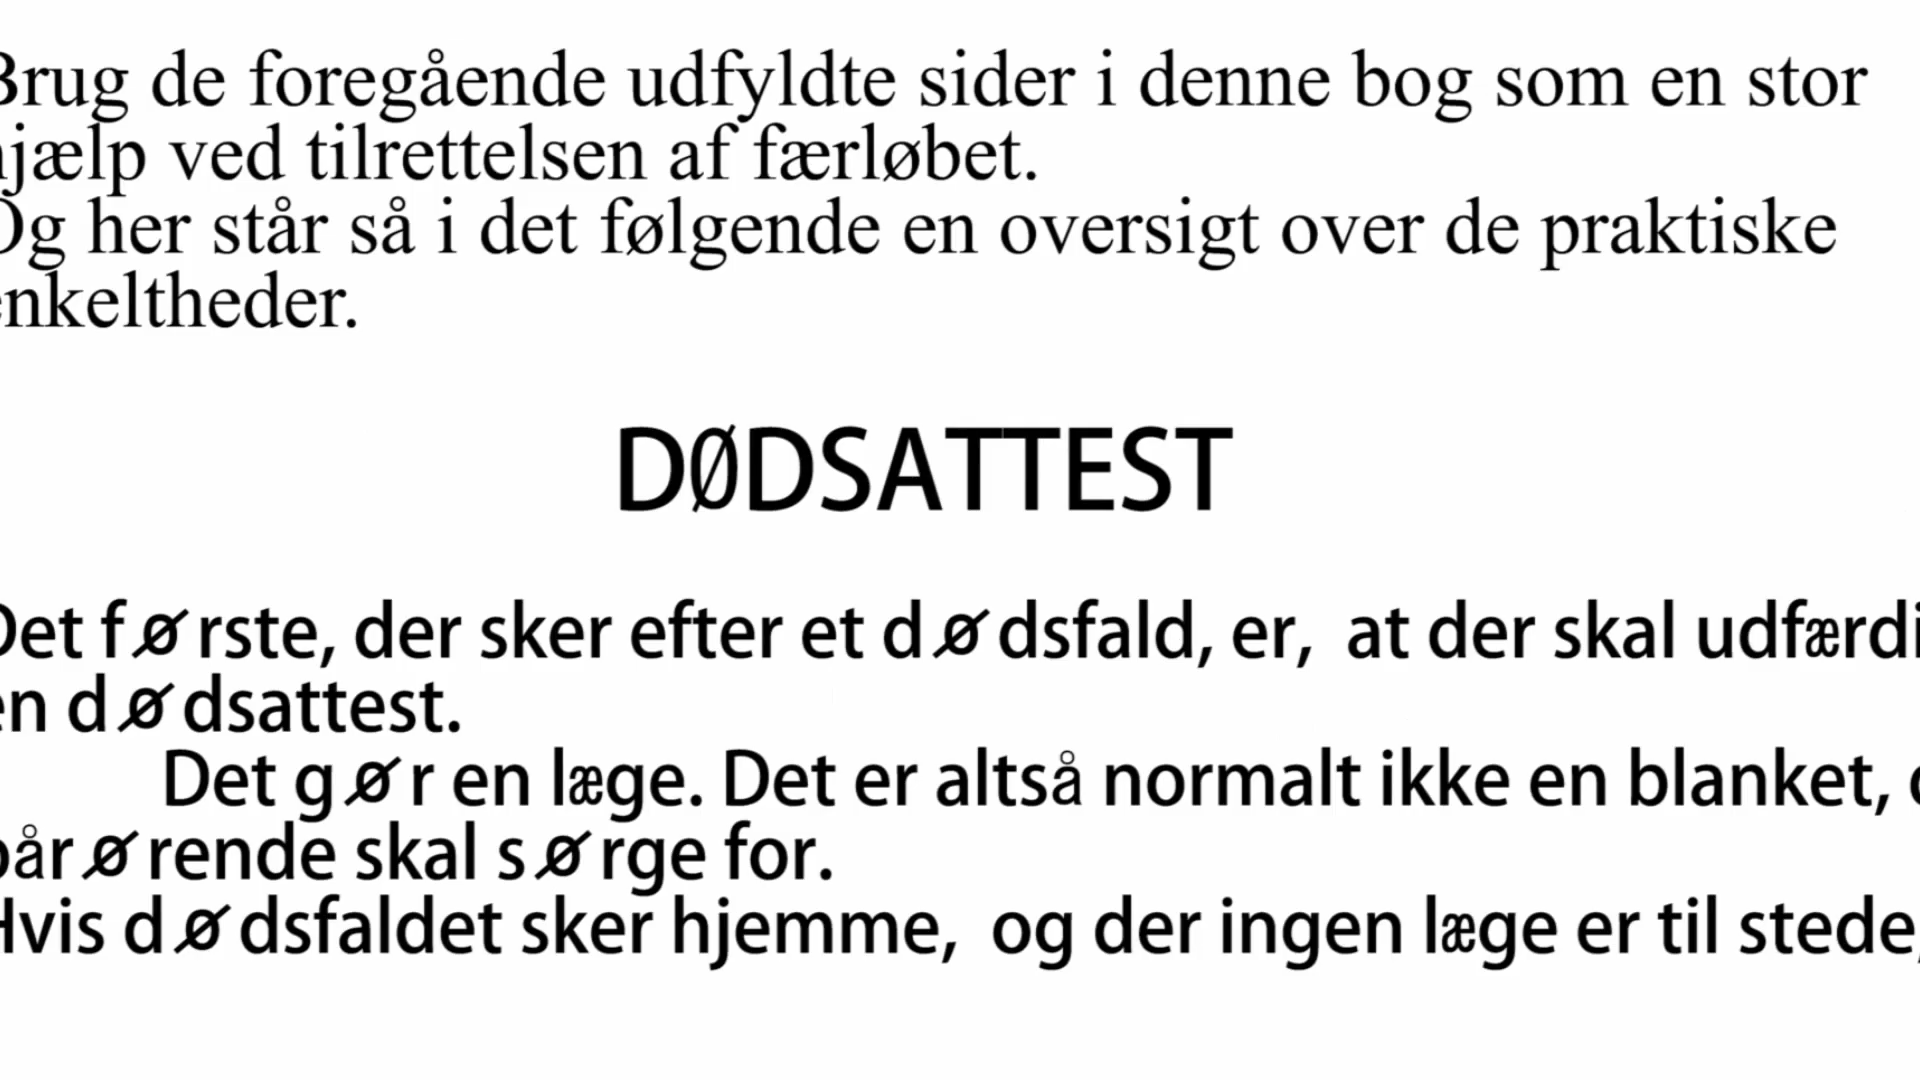 Brug de foregående udfyldte sider i denne bog som en stor
hjælp ved tilrettelsen af færløbet.
Og her står så i det følgende en oversigt over de praktiske
enkeltheder.
DØDSATTEST
Det første, der sker efter et dødsfald, er, at der skal udfærdi
en dødsattest.
Det gør en læge. Det er altså normalt ikke en blanket,
pårørende skal sørge for.
Hvis dødsfaldet sker hjemme, og der ingen læge er til stede,